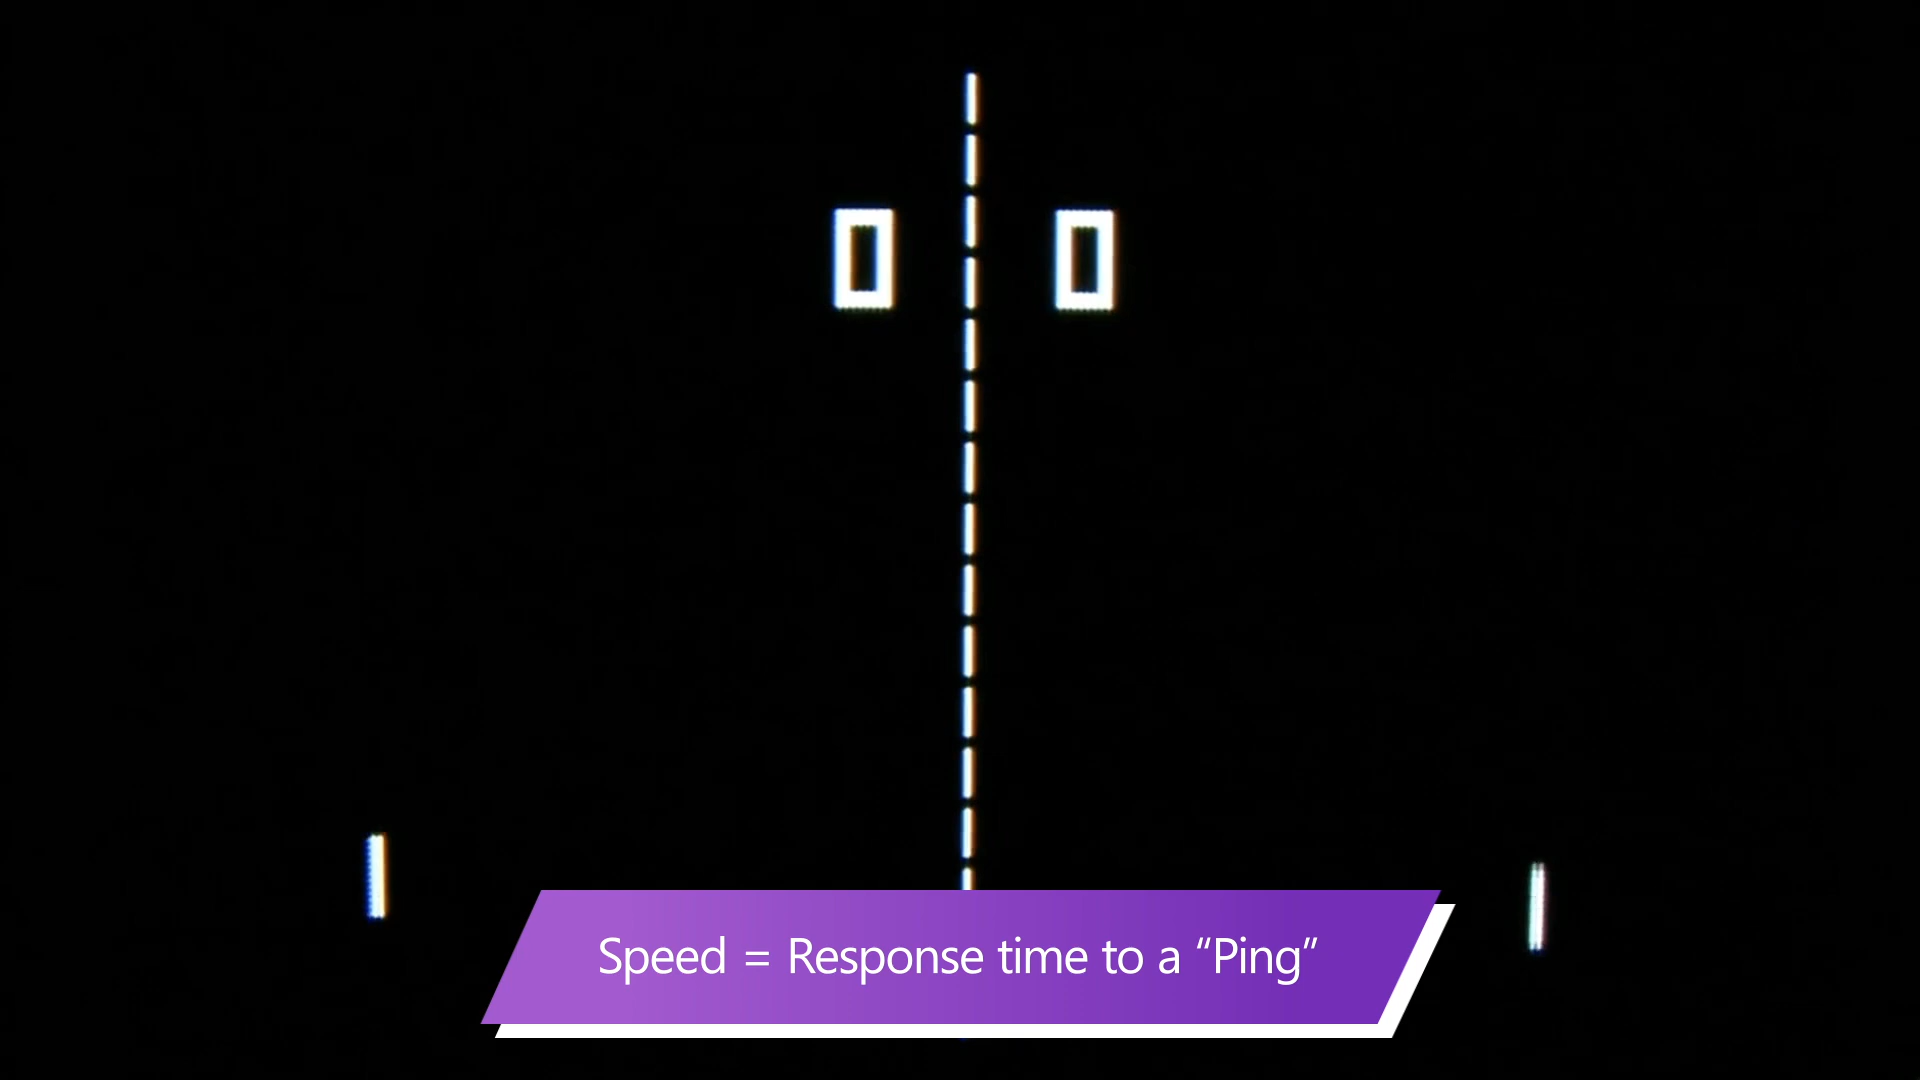 0 0
Speed = Response time to a “Ping”